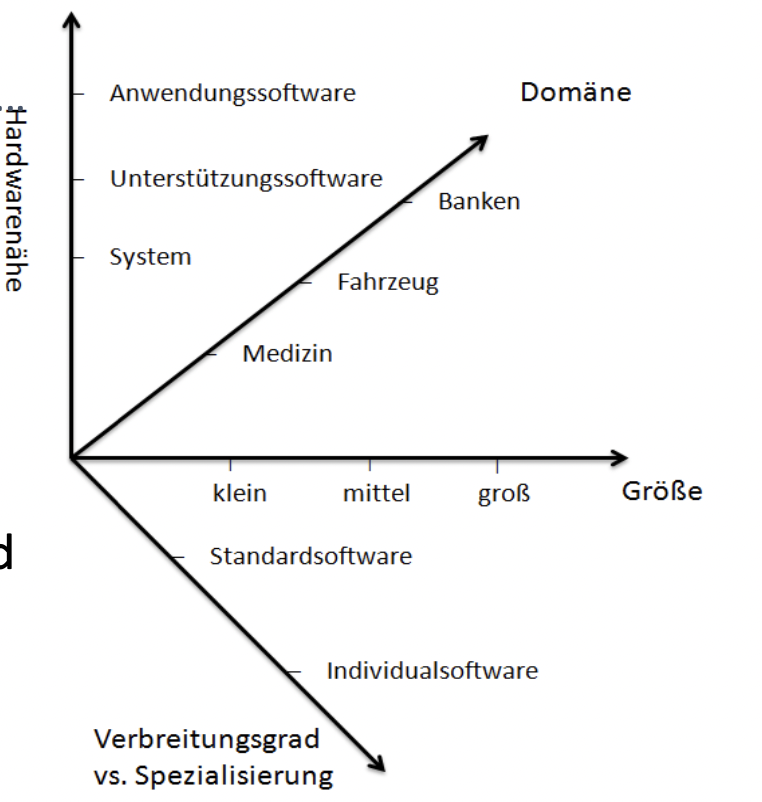 Anwendungssoftware
Domäne
Hardwarenähe
Unterstützungssoftware
Banken
System
Fahrzeug
Medizin
klein
mittel
groß
Größe
d
Standardsoftware
Individualsoftware
Verbreitungsgrad
vs. Spezialisierung